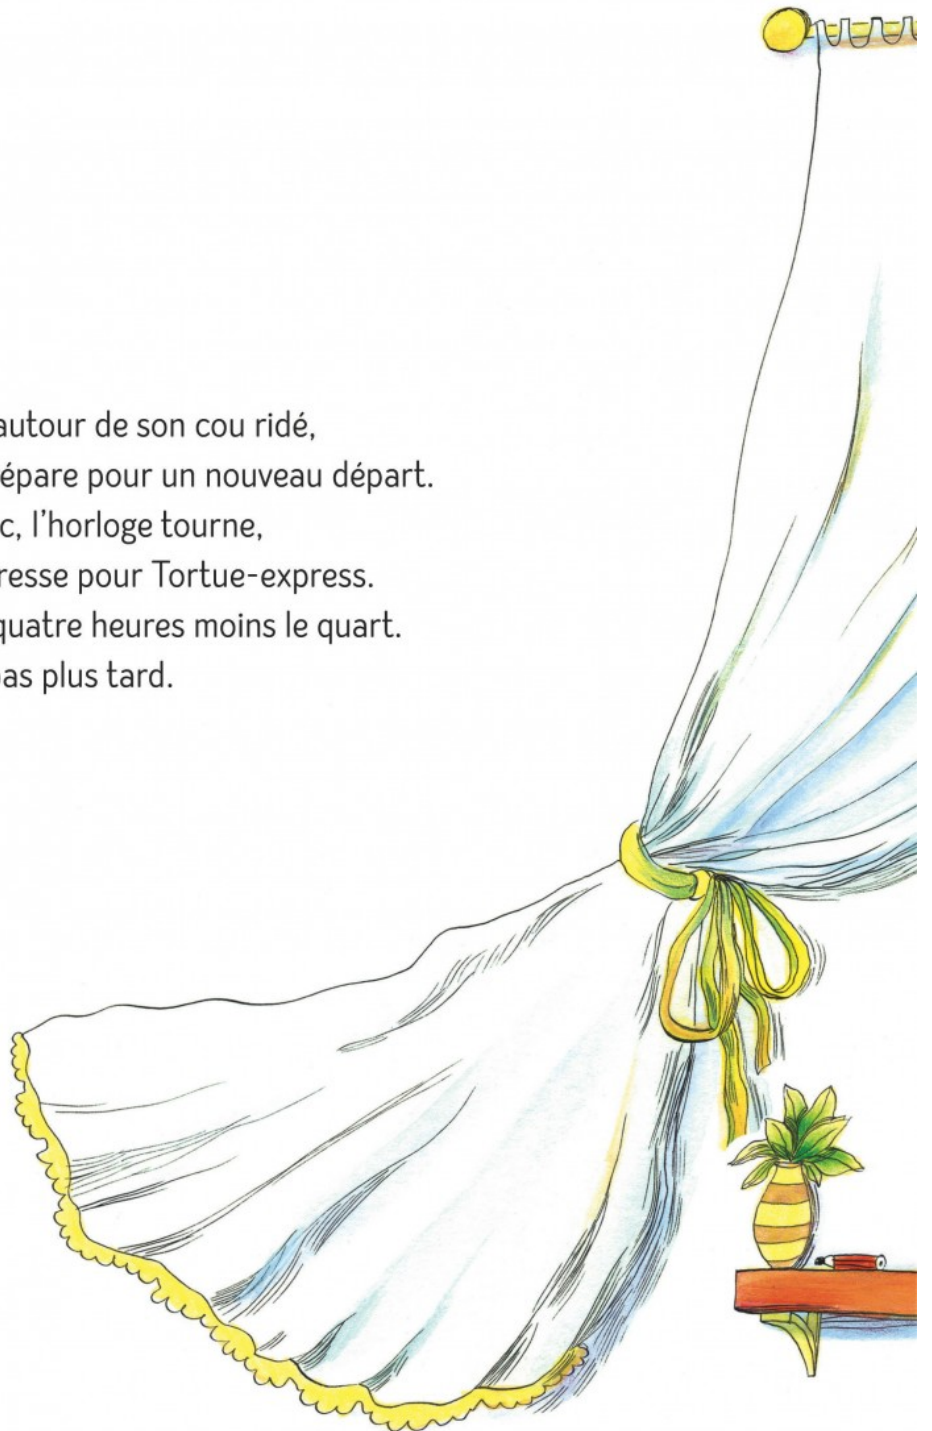 autour de son cou ridé,
épare pour un nouveau départ.
c, l'horloge tourne,
resse pour Tortue-express.
quatre heures moins le quart.
pas plus tard.